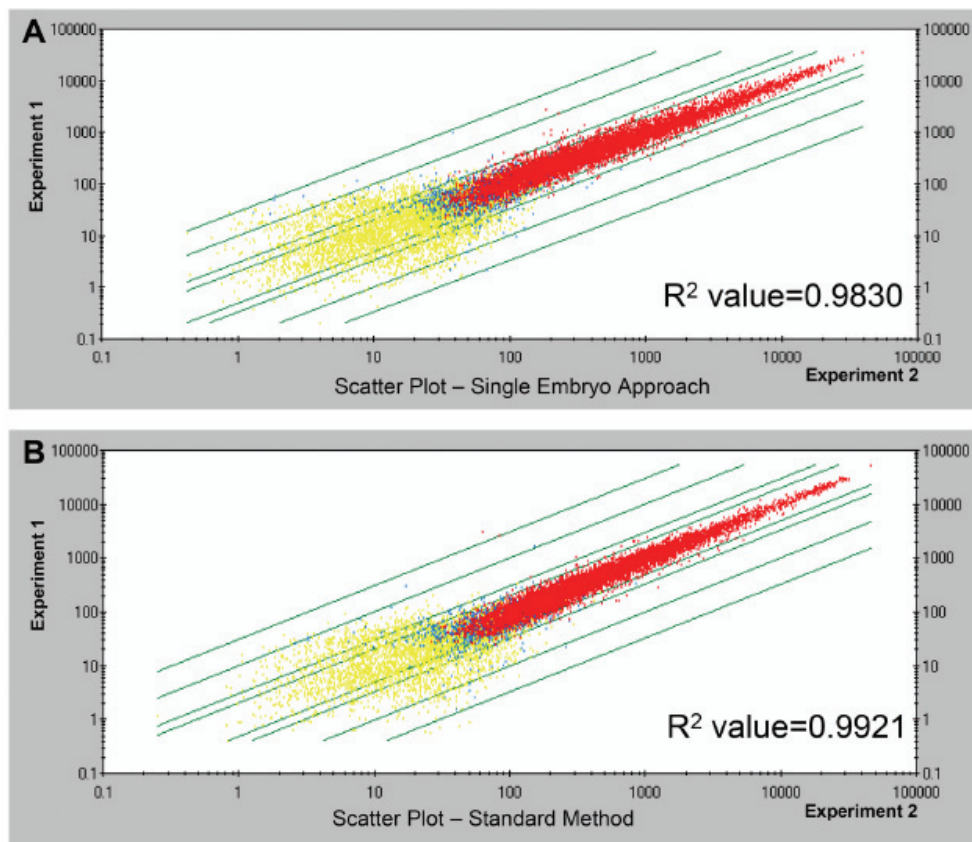 A
100000
10000
1000
100
10
1
0.1
Experiment 1
100000
10000
1000
100
10
1
0.1
R² value=0.9830
0.1 1 10 100 1000 10000 100000
Scatter Plot – Single Embryo Approach
Experiment 2
B
100000
10000
1000
100
10
1
0.1
Experiment 1
100000
10000
1000
100
10
1
0.1
R² value=0.9921
0.1 1 10 100 1000 10000 100000
Scatter Plot – Standard Method
Experiment 2